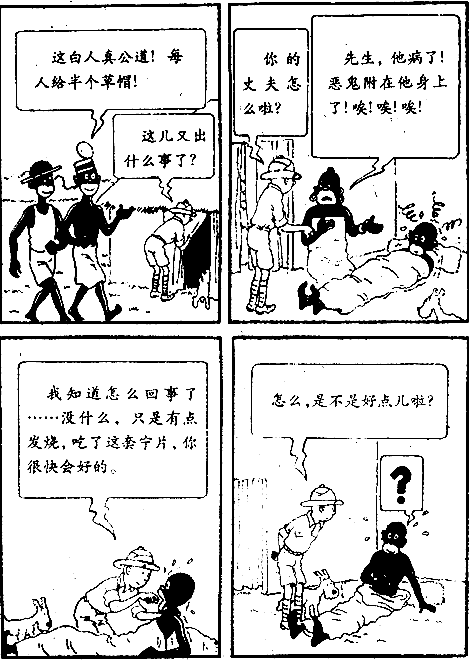 这白人真公道！每
人给半个草帽！
这儿又出
什么事了？
你的
丈夫怎
么啦？
先生，他病了！
恶鬼附在他身上
了！唉！唉！唉！
我知道怎么回事了
……没什么，只是有点
发烧，吃了这套宁片，你
很快会好的。
怎么，是不是好点儿啦？
?